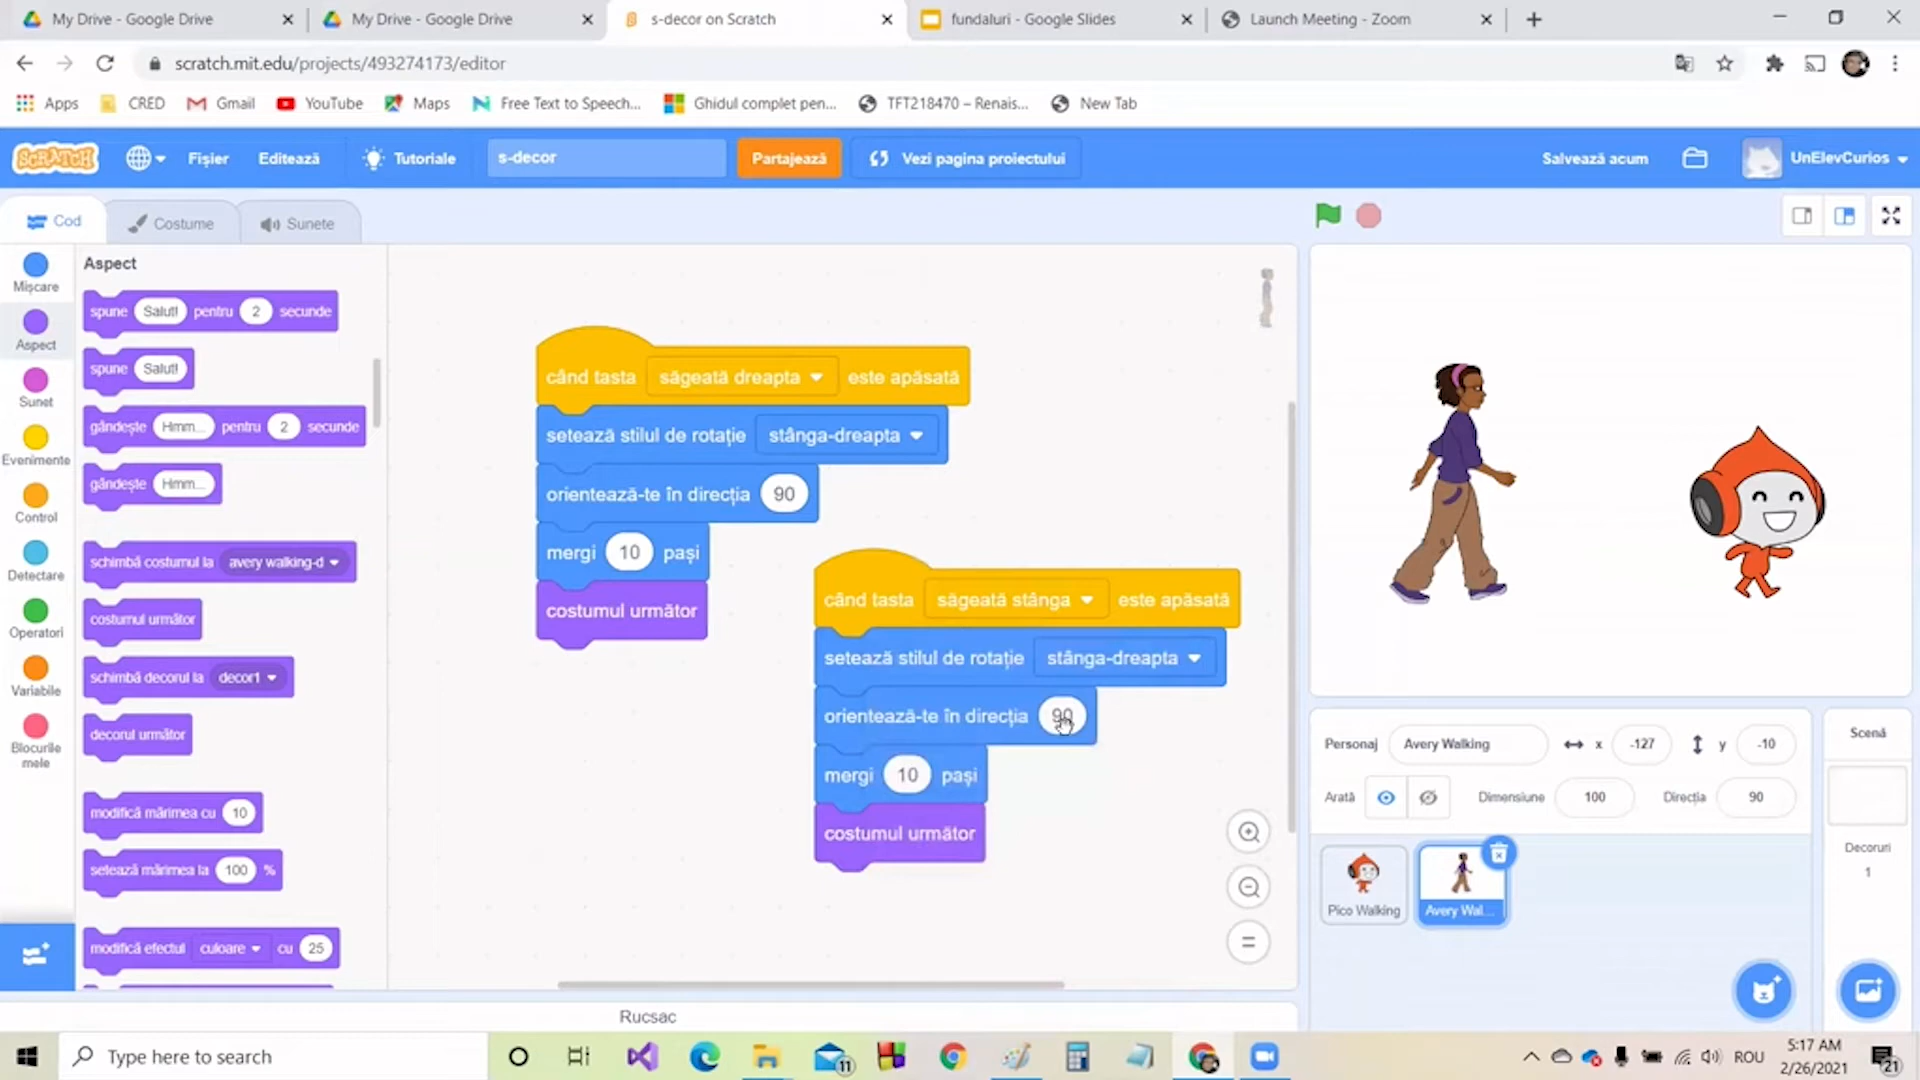 My Drive - Google Drive
My Drive - Google Drive
s-decor on Scratch
fundaluri - Google Slides
Launch Meeting - Zoom
scratch.mit.edu/projects/493274173/editor
Apps
CRED
Gmail
YouTube
Maps
Free Text to Speech...
Ghidul complet pen...
TFT218470 – Renais...
New Tab
SCRATCH
Fișier
Editează
Tutoriale
s-decor
Partajează
Vezi pagina proiectului
Salvează acum
UnElevCurios
Cod
Costume
Sunete
Mișcare
Aspect
Sunet
Evenimente
Control
Detectare
Operatori
Variabile
Blocurile mele
Aspect
spune Salut! pentru 2 secunde
spune Salut!
gândește Hmm... pentru 2 secunde
gândește Hmm...
schimbă costumul la avery walking-d
costumul următor
schimbă decorul la decor1
decorul următor
modifică mărimea cu 10
setează mărimea la 100 %
modifică efectul culoare cu 25
când tasta săgeată dreapta este apăsată
setează stilul de rotație stânga-dreapta
orientează-te în direcția 90
mergi 10 pași
costumul următor
când tasta săgeată stânga este apăsată
setează stilul de rotație stânga-dreapta
orientează-te în direcția 90
mergi 10 pași
costumul următor
Rucsac
Personaj Avery Walking x -127 y -10
Arată Dimensiune 100 Direcția 90
Pico Walking
Avery Wal...
Scenă
Decoruri
1
Type here to search
11
ROU
5:17 AM
2/26/2021
21